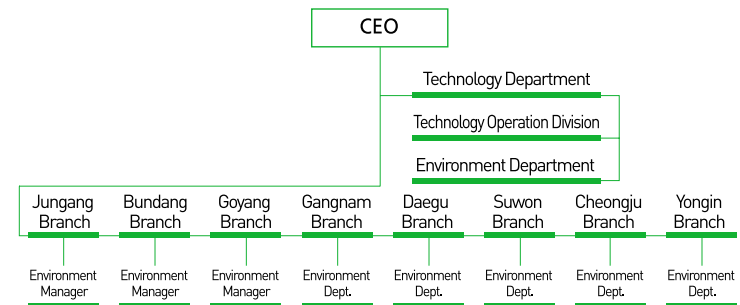 CEO
Technology Department
Technology Operation Division
Environment Department
Jungang Branch
Bundang Branch
Goyang Branch
Gangnam Branch
Daegu Branch
Suwon Branch
Cheongju Branch
Yongin Branch
Environment Manager
Environment Manager
Environment Manager
Environment Dept.
Environment Dept.
Environment Dept.
Environment Dept.
Environment Dept.